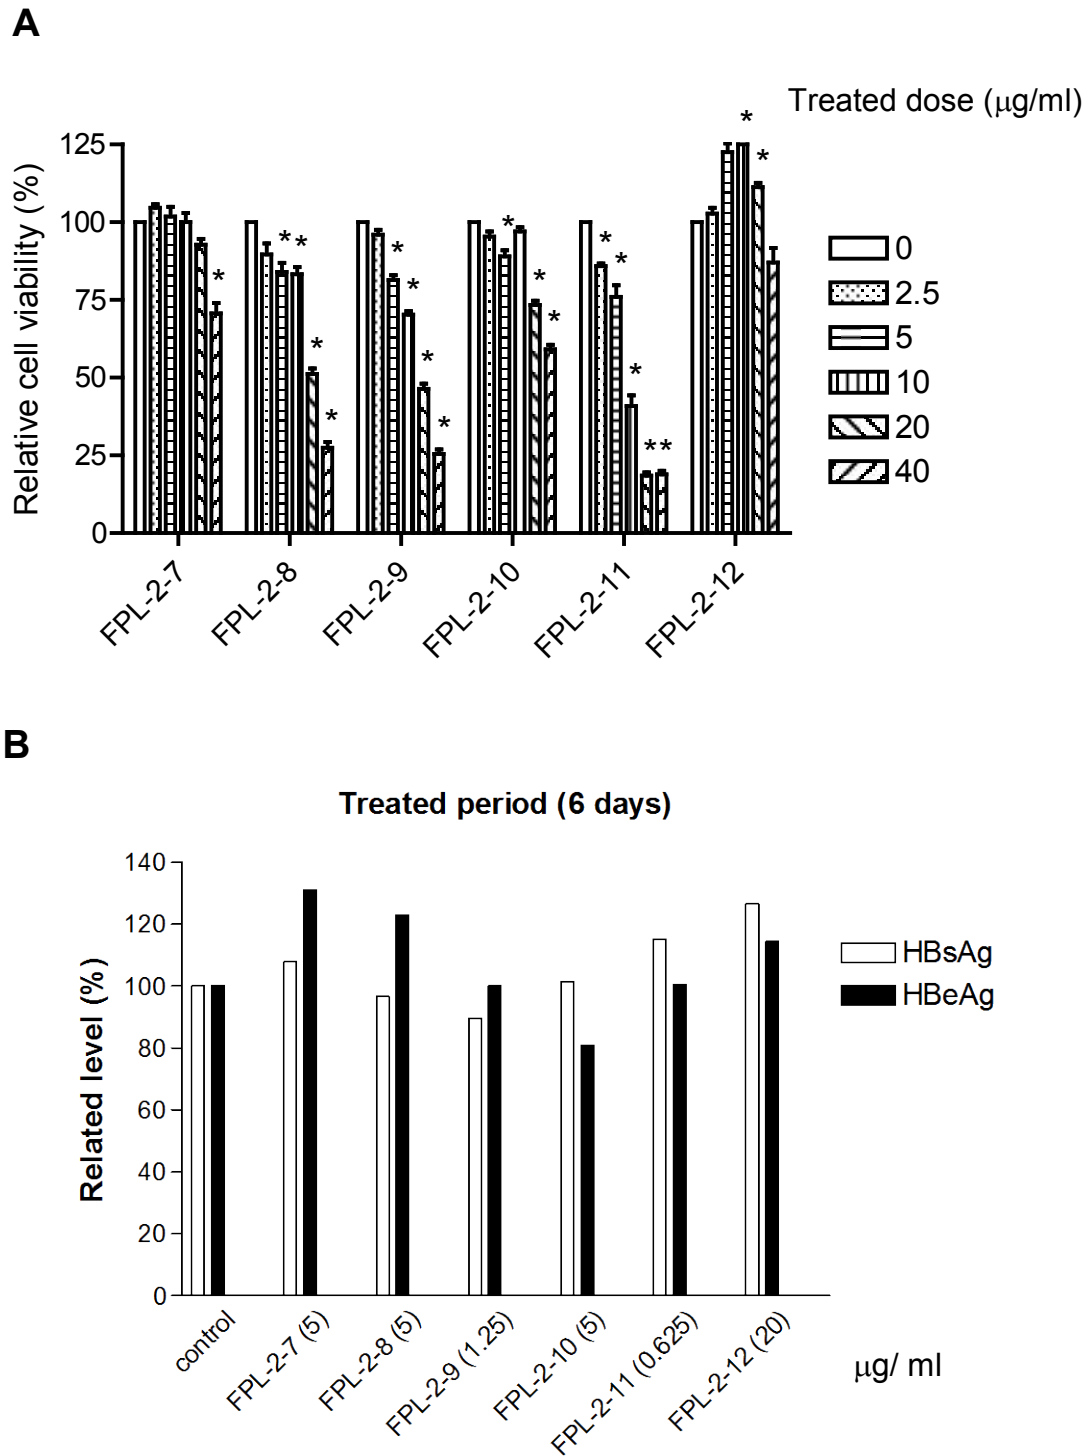 A
Treated dose (μg/ml)
Relative cell viability (%)
125
100
75
50
25
0
* 
* *
* * * *
* * *
* * * * *
* *
0
2.5
5
10
20
40
FPL-2-7
FPL-2-8
FPL-2-9
FPL-2-10
FPL-2-11
FPL-2-12
B
Treated period (6 days)
Related level (%)
140
120
100
80
60
40
20
0
HBsAg
HBeAg
control
FPL-2-7 (5)
FPL-2-8 (5)
FPL-2-9 (1.25)
FPL-2-10 (5)
FPL-2-11 (0.625)
FPL-2-12 (20)
μg/ ml